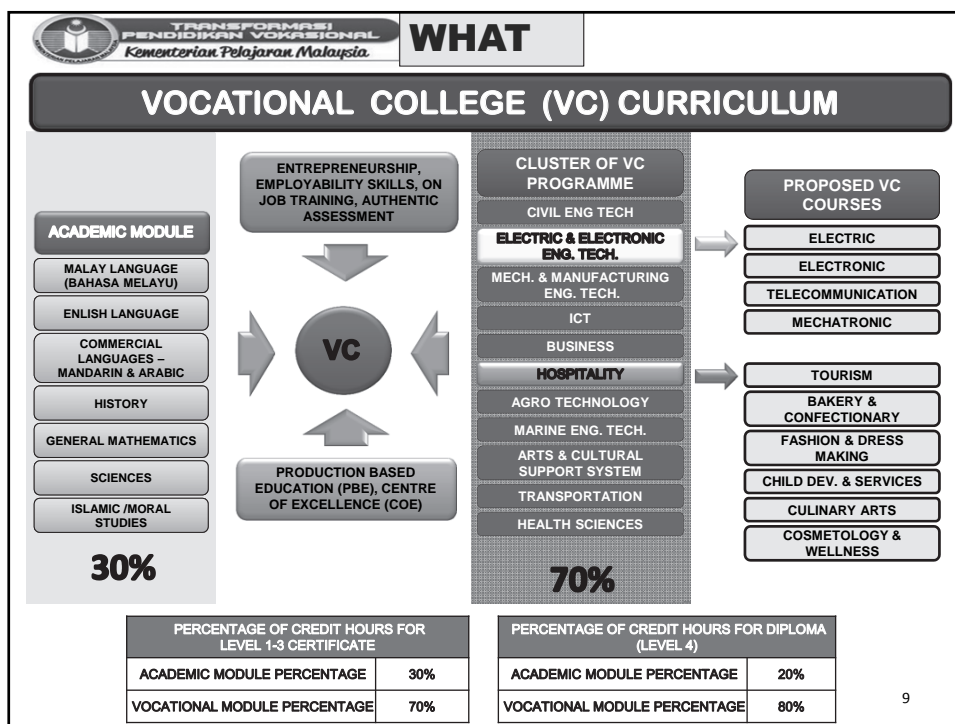 TRANSFORMASI
PENDIDIKAN VOKASIONAL
Kementerian Pelajaran Malaysia
WHAT
VOCATIONAL COLLEGE (VC) CURRICULUM
ACADEMIC MODULE
MALAY LANGUAGE
(BAHASA MELAYU)
ENLISH LANGUAGE
COMMERCIAL
LANGUAGES –
MANDARIN & ARABIC
HISTORY
GENERAL MATHEMATICS
SCIENCES
ISLAMIC /MORAL
STUDIES
30%
ENTREPRENEURSHIP,
EMPLOYABILITY SKILLS, ON
JOB TRAINING, AUTHENTIC
ASSESSMENT
VC
PRODUCTION BASED
EDUCATION (PBE), CENTRE
OF EXCELLENCE (COE)
CLUSTER OF VC
PROGRAMME
CIVIL ENG TECH
ELECTRIC & ELECTRONIC
ENG. TECH.
MECH. & MANUFACTURING
ENG. TECH.
ICT
BUSINESS
HOSPITALITY
AGRO TECHNOLOGY
MARINE ENG. TECH.
ARTS & CULTURAL
SUPPORT SYSTEM
TRANSPORTATION
HEALTH SCIENCES
70%
PROPOSED VC
COURSES
ELECTRIC
ELECTRONIC
TELECOMMUNICATION
MECHATRONIC
TOURISM
BAKERY &
CONFECTIONARY
FASHION & DRESS
MAKING
CHILD DEV. & SERVICES
CULINARY ARTS
COSMETOLOGY &
WELLNESS
PERCENTAGE OF CREDIT HOURS FOR
LEVEL 1-3 CERTIFICATE
ACADEMIC MODULE PERCENTAGE 30%
VOCATIONAL MODULE PERCENTAGE 70%
PERCENTAGE OF CREDIT HOURS FOR DIPLOMA
(LEVEL 4)
ACADEMIC MODULE PERCENTAGE 20%
VOCATIONAL MODULE PERCENTAGE 80%
9